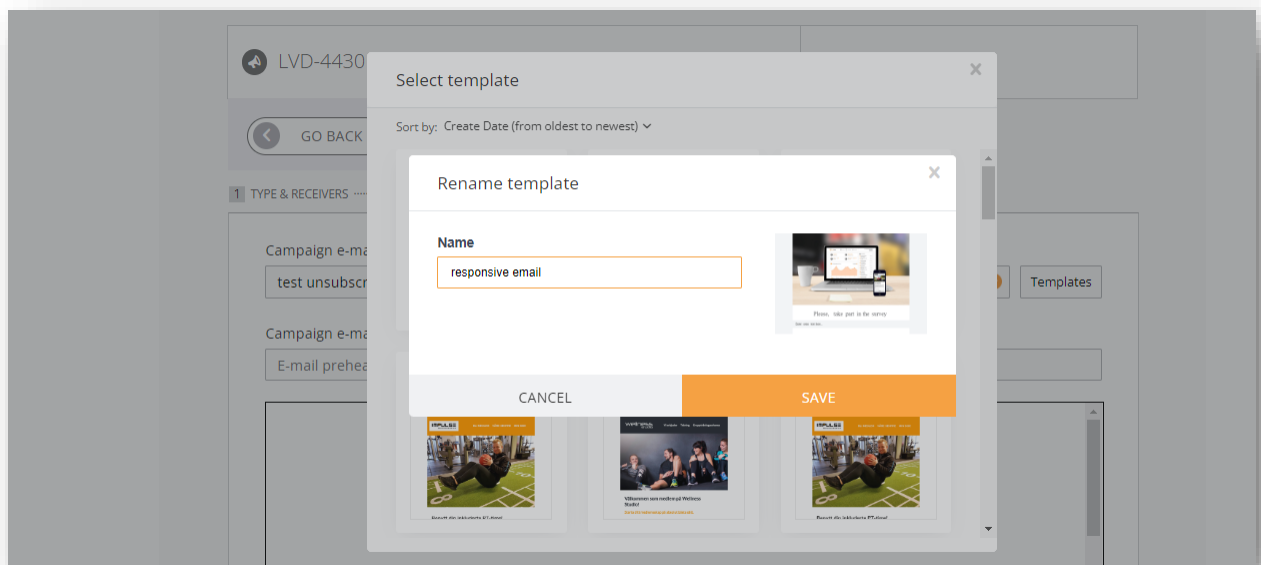 LVD-4430
Select template
Sort by: Create Date (from oldest to newest)
GO BACK
Rename template
1 TYPE & RECEIVERS
Name
Campaign e-ma
responsive email
test unsubscr
Templates
Please, take part in the survey
Campaign e-ma
E-mail prehea
CANCEL
SAVE
IMPULSE
IMPULSE
Välkommen som medlem på Wellness
Studio!